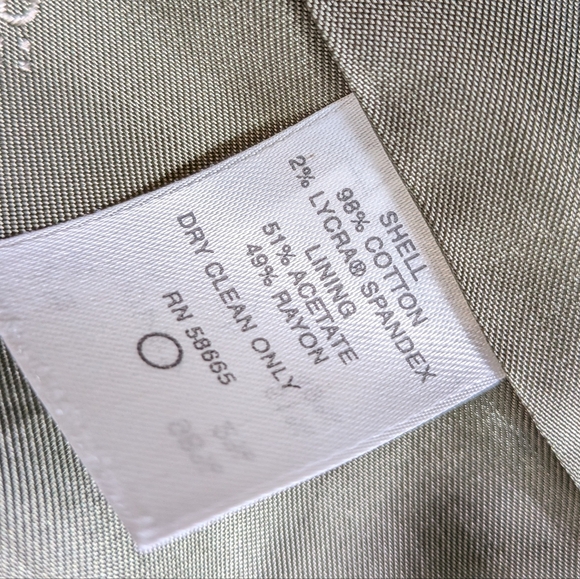 SHELL
98% COTTON
2% LYCRA® SPANDEX
LINING
51% ACETATE
49% RAYON
DRY CLEAN ONLY
RN 58665